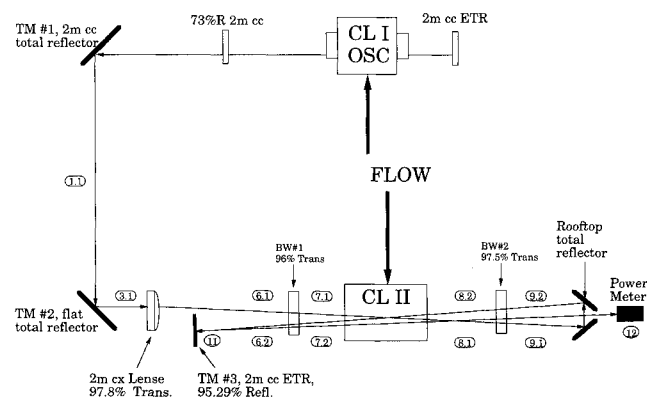 TM #1, 2m cc
total reflector
73%R 2m cc
CL I
OSC
2m cc ETR
1.1
FLOW
Rooftop
total
reflector
BW#1
96% Trans
BW#2
97.5% Trans
Power
Meter
3.1
6.1
7.1
CL II
8.2
9.2
TM #2, flat
total reflector
11
6.2
7.2
8.1
9.1
12
2m cx Lense
97.8% Trans.
TM #3, 2m cc ETR,
95.29% Refl.